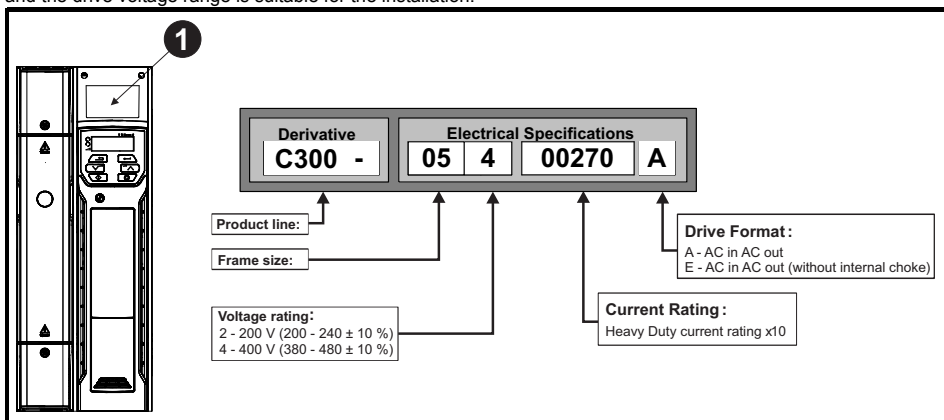 and the drive voltage range is suitable for the installation.
1
Derivative
Electrical Specifications
C300 -
05 4 00270 A
Product line:
Frame size:
Voltage rating:
2 - 200 V (200 - 240 ± 10 %)
4 - 400 V (380 - 480 ± 10 %)
Current Rating :
Heavy Duty current rating x10
Drive Format :
A - AC in AC out
E - AC in AC out (without internal choke)